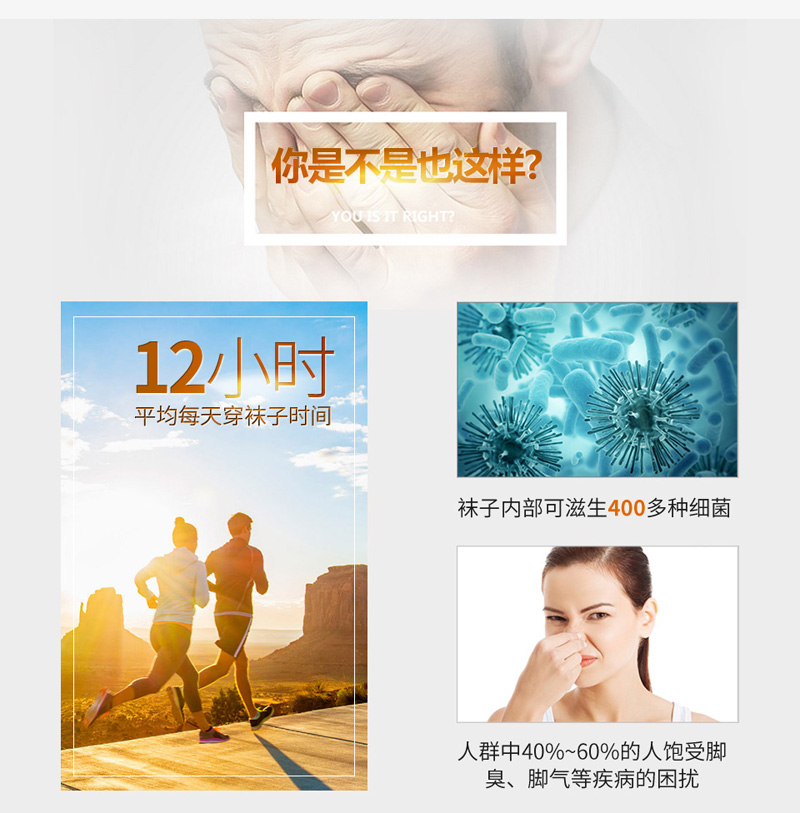 你是不是也这样?
YOU IS IT RIGHT?
12小时
平均每天穿袜子时间
袜子内部可滋生400多种细菌
人群中40%~60%的人饱受脚
臭、脚气等疾病的困扰